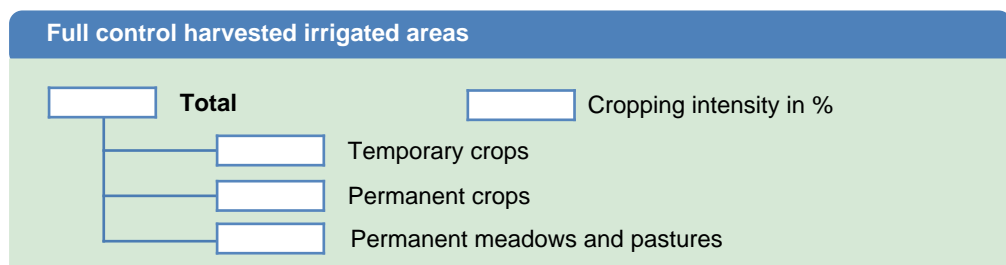 Full control harvested irrigated areas
Total
Cropping intensity in %
Temporary crops
Permanent crops
Permanent meadows and pastures